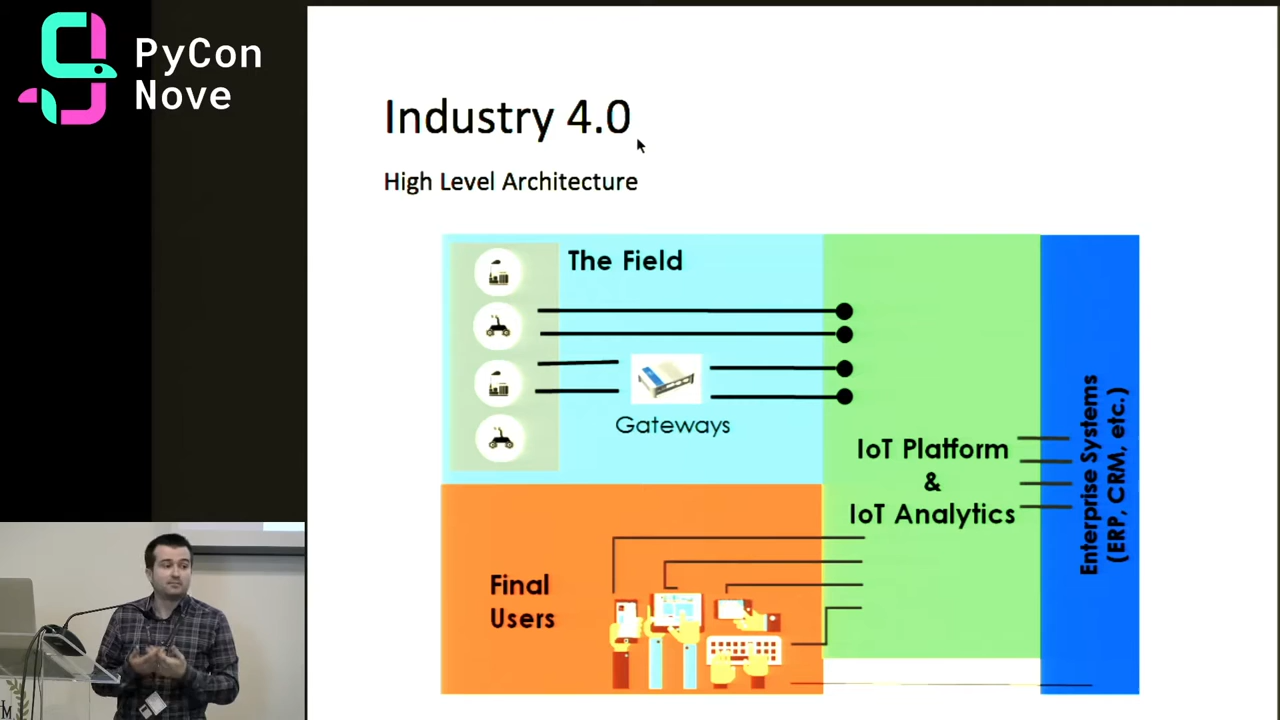 PyCon
Nove
Industry 4.0
High Level Architecture
The Field
Gateways
IoT Platform
&
IoT Analytics
Enterprise Systems
(ERP, CRM, etc.)
Final
Users